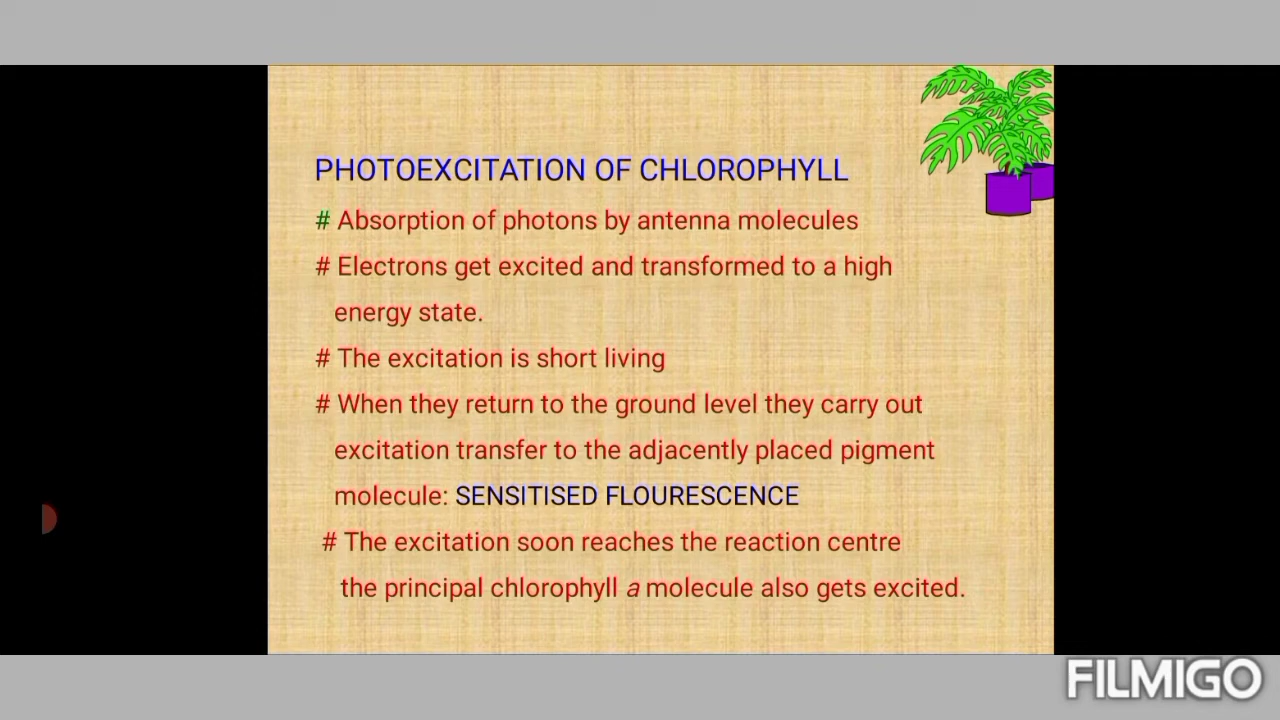 PHOTOEXCITATION OF CHLOROPHYLL
# Absorption of photons by antenna molecules
# Electrons get excited and transformed to a high
energy state.
# The excitation is short living
# When they return to the ground level they carry out
excitation transfer to the adjacently placed pigment
molecule: SENSITISED FLOURESCENCE
# The excitation soon reaches the reaction centre
the principal chlorophyll a molecule also gets excited.
FILMIGO